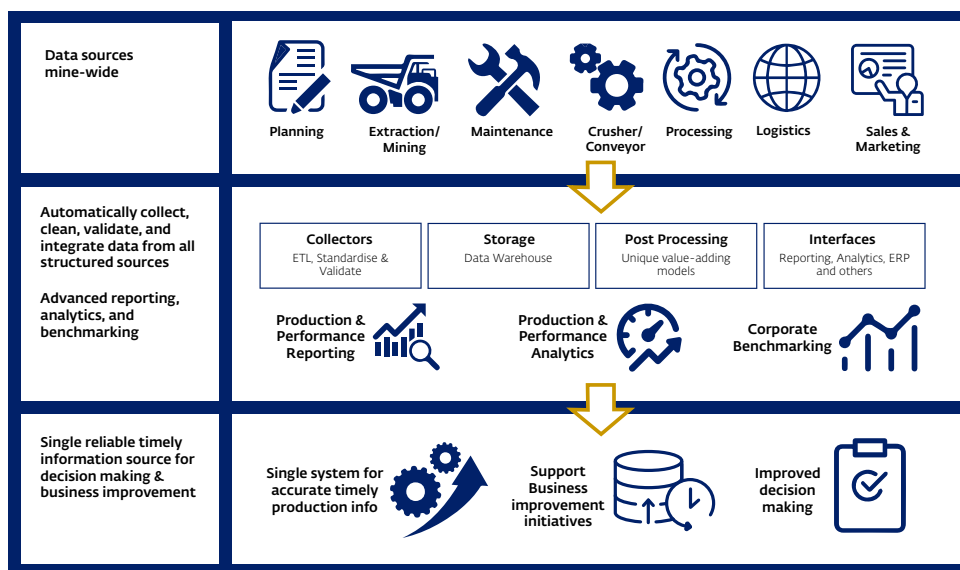 Data sources
mine-wide
Planning
Extraction/
Mining
Maintenance
Crusher/
Conveyor
Processing
Logistics
Sales &
Marketing
Automatically collect,
clean, validate, and
integrate data from all
structured sources
Advanced reporting,
analytics, and
benchmarking
Collectors
ETL, Standardise &
Validate
Storage
Data Warehouse
Post Processing
Unique value-adding
models
Interfaces
Reporting, Analytics, ERP
and others
Production &
Performance
Reporting
Production &
Performance
Analytics
Corporate
Benchmarking
Single reliable timely
information source for
decision making &
business improvement
Single system for
accurate timely
production info
Support
Business
improvement
initiatives
Improved
decision
making